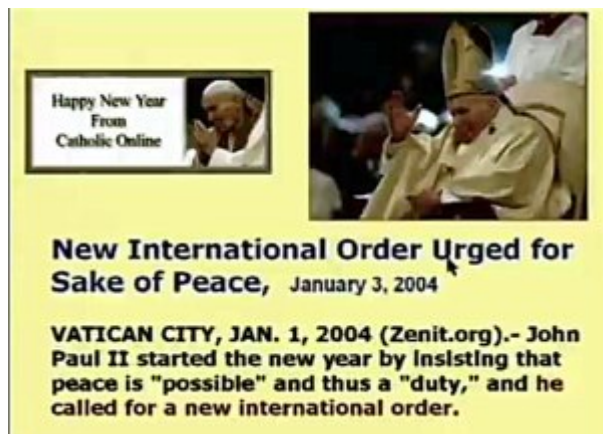 Happy New Year
From
Catholic Online
New International Order Urged for
Sake of Peace, January 3, 2004
VATICAN CITY, JAN. 1, 2004 (Zenit.org).- John
Paul II started the new year by insisting that
peace is "possible" and thus a "duty," and he
called for a new international order.